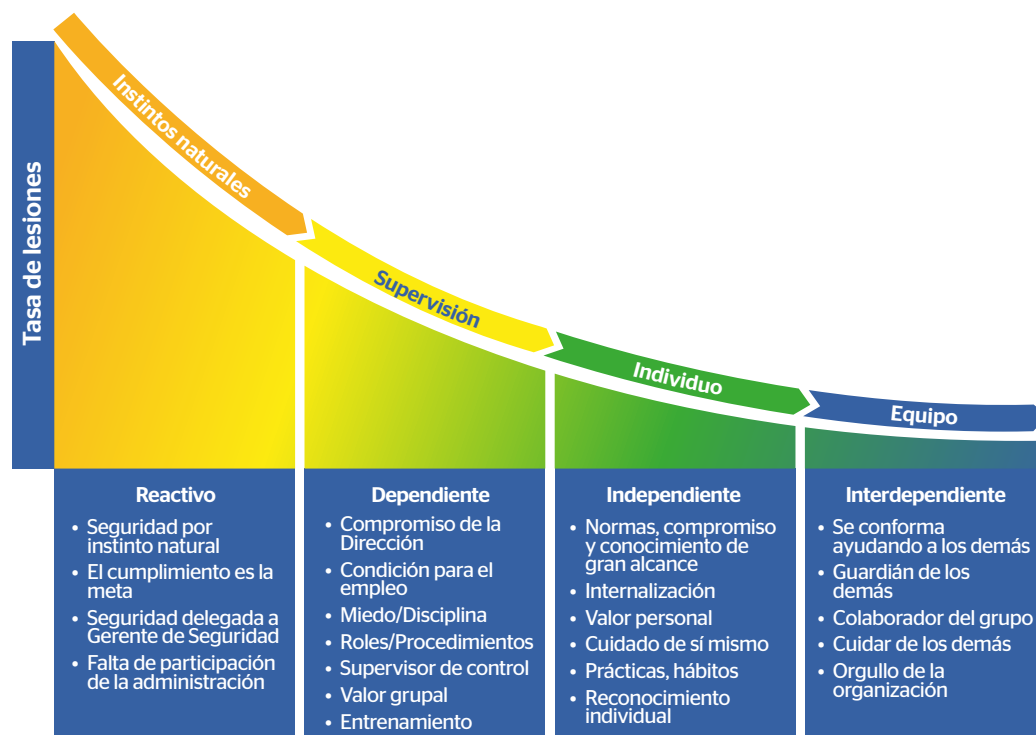 Tasa de lesiones
Instintos naturales
Supervisión
Individuo
Equipo
Reactivo
• Seguridad por
instinto natural
• El cumplimiento es la
meta
• Seguridad delegada a
Gerente de Seguridad
• Falta de participación
de la administración
Dependiente
• Compromiso de la
Dirección
• Condición para el
empleo
• Miedo/Disciplina
• Roles/Procedimientos
• Supervisor de control
• Valor grupal
• Entrenamiento
Independiente
• Normas, compromiso
y conocimiento de
gran alcance
• Internalización
• Valor personal
• Cuidado de sí mismo
• Prácticas, hábitos
• Reconocimiento
individual
Interdependiente
• Se conforma
ayudando a los demás
• Guardián de los
demás
• Colaborador del grupo
• Cuidar de los demás
• Orgullo de la
organización